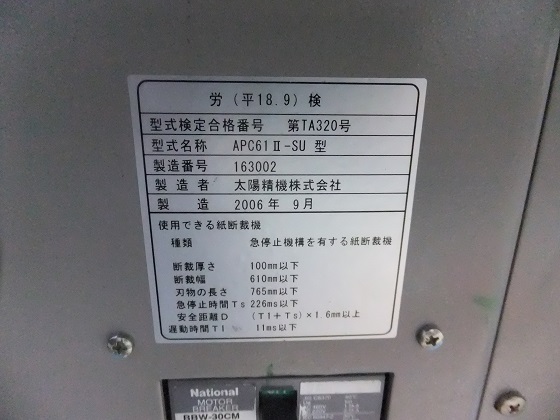 労(平18.9)検
型式検定合格番号 第TA320号
型式名称 APC61Ⅱ-SU 型
製造番号 163002
製造者 太陽精機株式会社
製造 2006年 9月
使用できる紙断裁機
種類 急停止機構を有する紙断裁機
断裁厚さ 100mm以下
断裁幅 610mm以下
刃物の長さ 765mm以下
急停止時間Ts 226ms以下
安全距離D (Tl+Ts)×1.6mm以上
遅動時間Tl 11ms以下
National
MOTOR
BREAKER
BBW-30CM